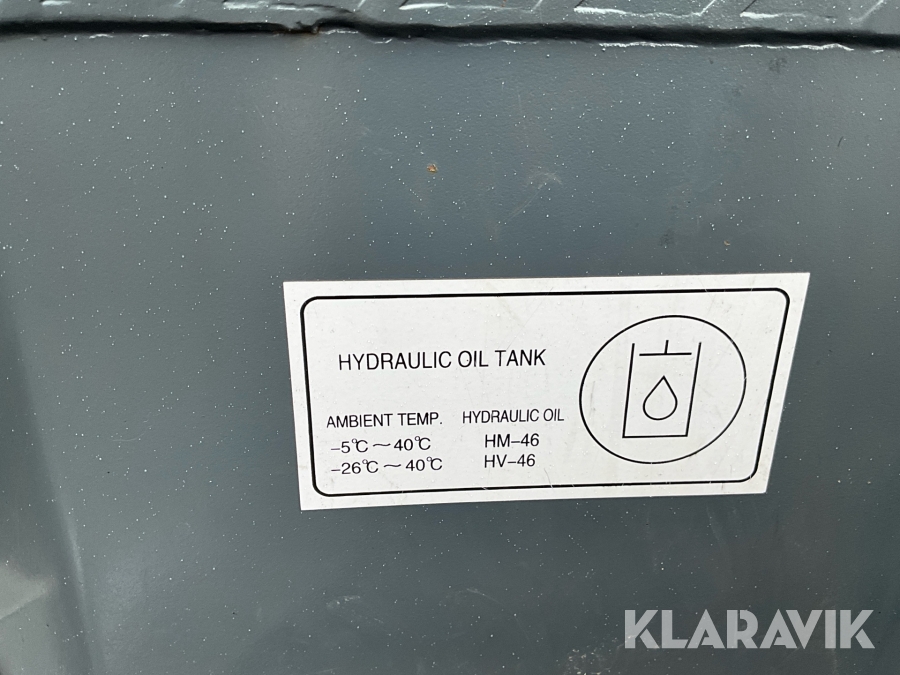 HYDRAULIC OIL TANK
AMBIENT TEMP. HYDRAULIC OIL
-5℃~40℃ HM-46
-26℃~40℃ HV-46
KLARAVIK